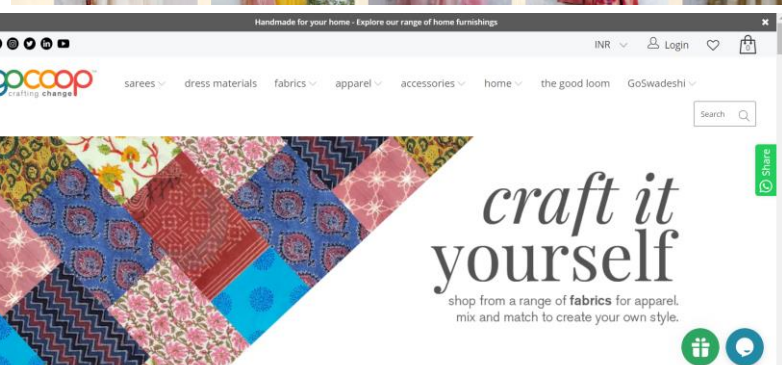 Handmade for your home - Explore our range of home furnishings
INR Login 0
gocoop
crafting change
sarees dress materials fabrics apparel accessories home the good loom GoSwadeshi
Search
Share
craft it
yourself
shop from a range of fabrics for apparel.
mix and match to create your own style.